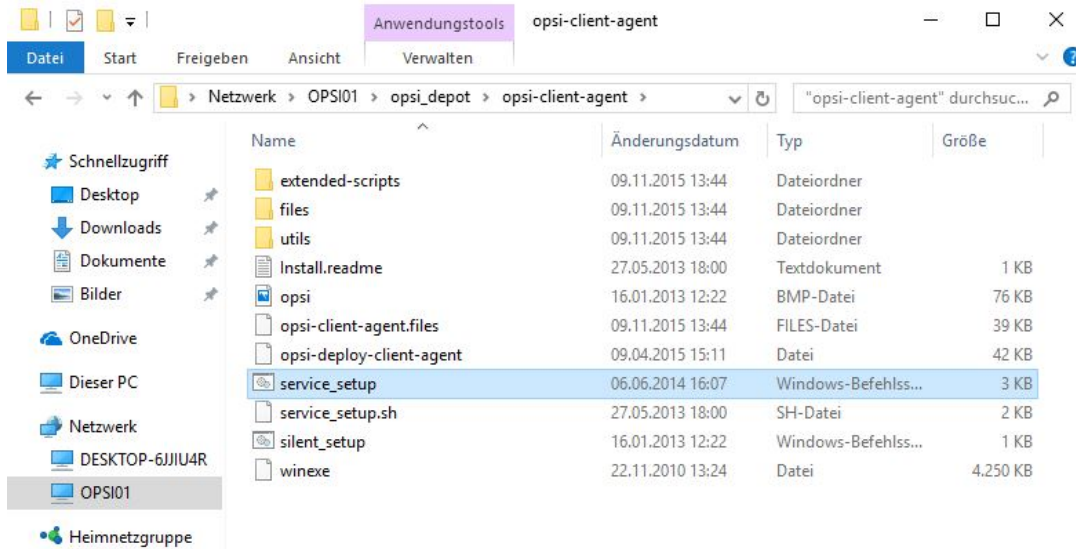 Anwendungstools
opsi-client-agent
Datei Start Freigeben Ansicht Verwalten
Netzwerk > OPSI01 > opsi_depot > opsi-client-agent >
"opsi-client-agent" durchsuc...
Name Änderungsdatum Typ Größe
Schnellzugriff
Desktop
Downloads
Dokumente
Bilder
OneDrive
Dieser PC
Netzwerk
DESKTOP-6JJIU4R
OPSI01
Heimnetzgruppe
extended-scripts 09.11.2015 13:44 Dateiordner
files 09.11.2015 13:44 Dateiordner
utils 09.11.2015 13:44 Dateiordner
Install.readme 27.05.2013 18:00 Textdokument 1 KB
opsi 16.01.2013 12:22 BMP-Datei 76 KB
opsi-client-agent.files 09.11.2015 13:44 FILES-Datei 39 KB
opsi-deploy-client-agent 09.04.2015 15:11 Datei 42 KB
service_setup 06.06.2014 16:07 Windows-Befehlss... 3 KB
service_setup.sh 27.05.2013 18:00 SH-Datei 2 KB
silent_setup 16.01.2013 12:22 Windows-Befehlss... 1 KB
winexe 22.11.2010 13:24 Datei 4.250 KB